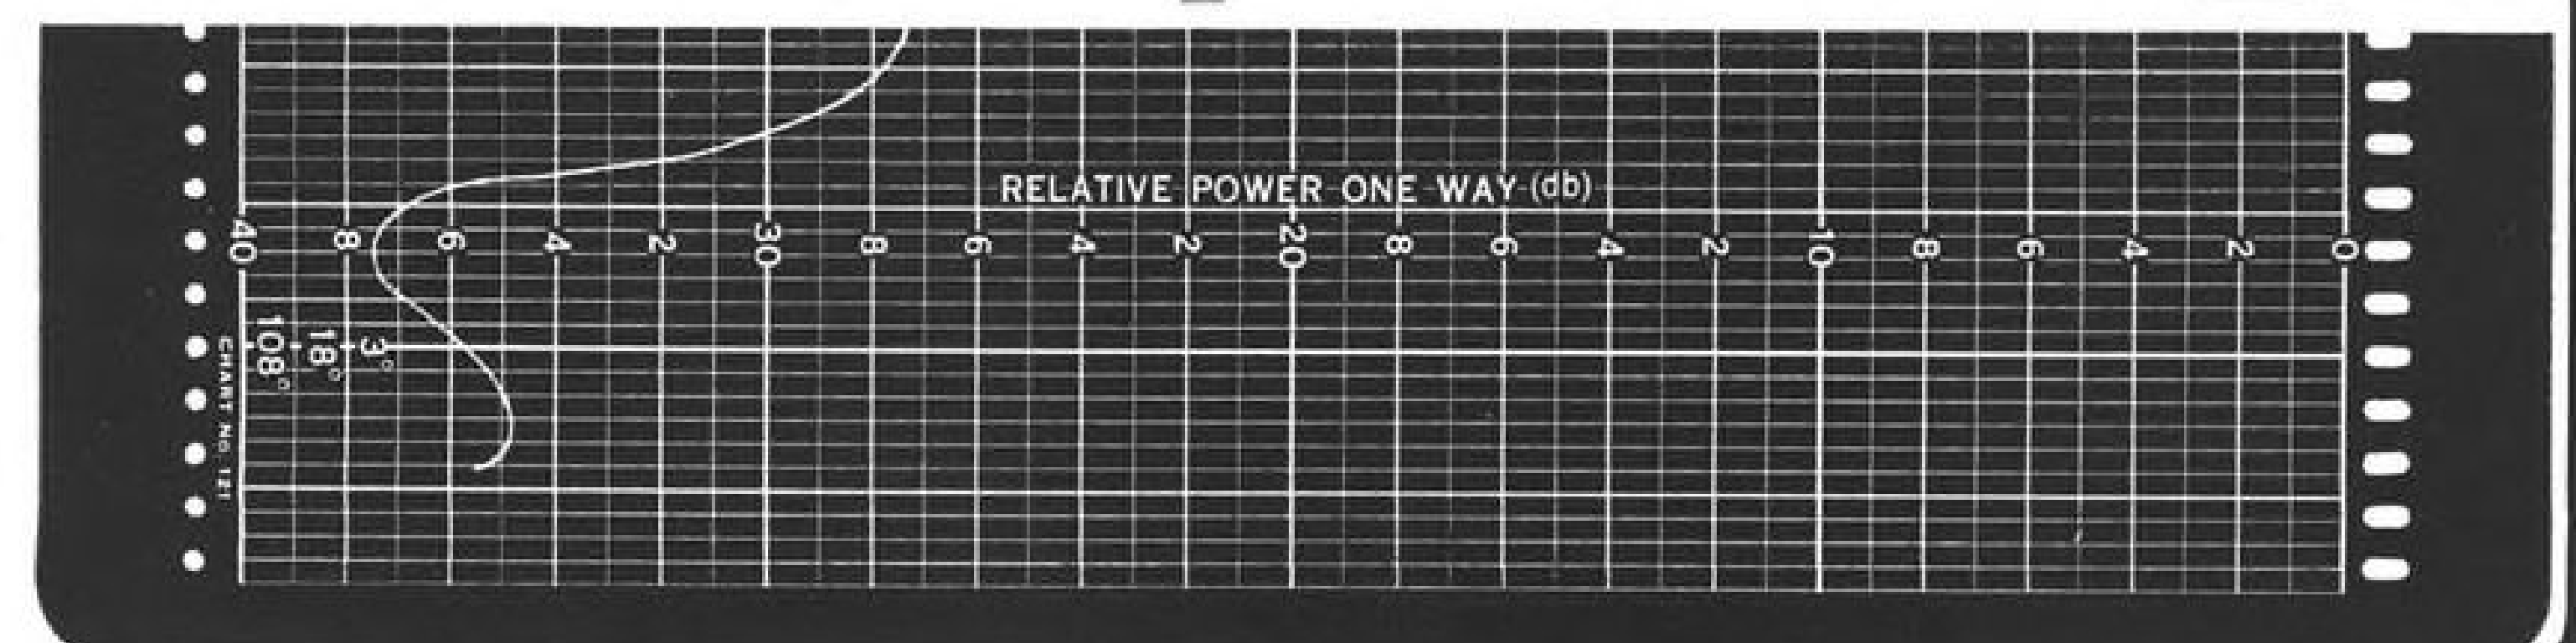 RELATIVE POWER ONE WAY (db)
40 8 6 4 2 30 8 6 4 2 20 8 6 4 2 10 8 6 4 2 0
108° 18° 3°
CHART NO. 121